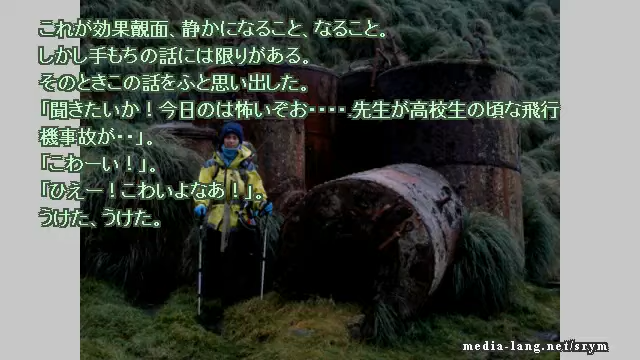 これが効果覿面、静かになること、なること。
しかし手もちの話には限りがある。
そのときこの話をふと思い出した。
「聞きたいか！今日のは怖いぞお・・・・.先生が高校生の頃な飛行
機事故が・・」。
「こわーい！」。
「ひえー！こわいよなあ！」。
うけた、うけた。
media-lang.net/srym